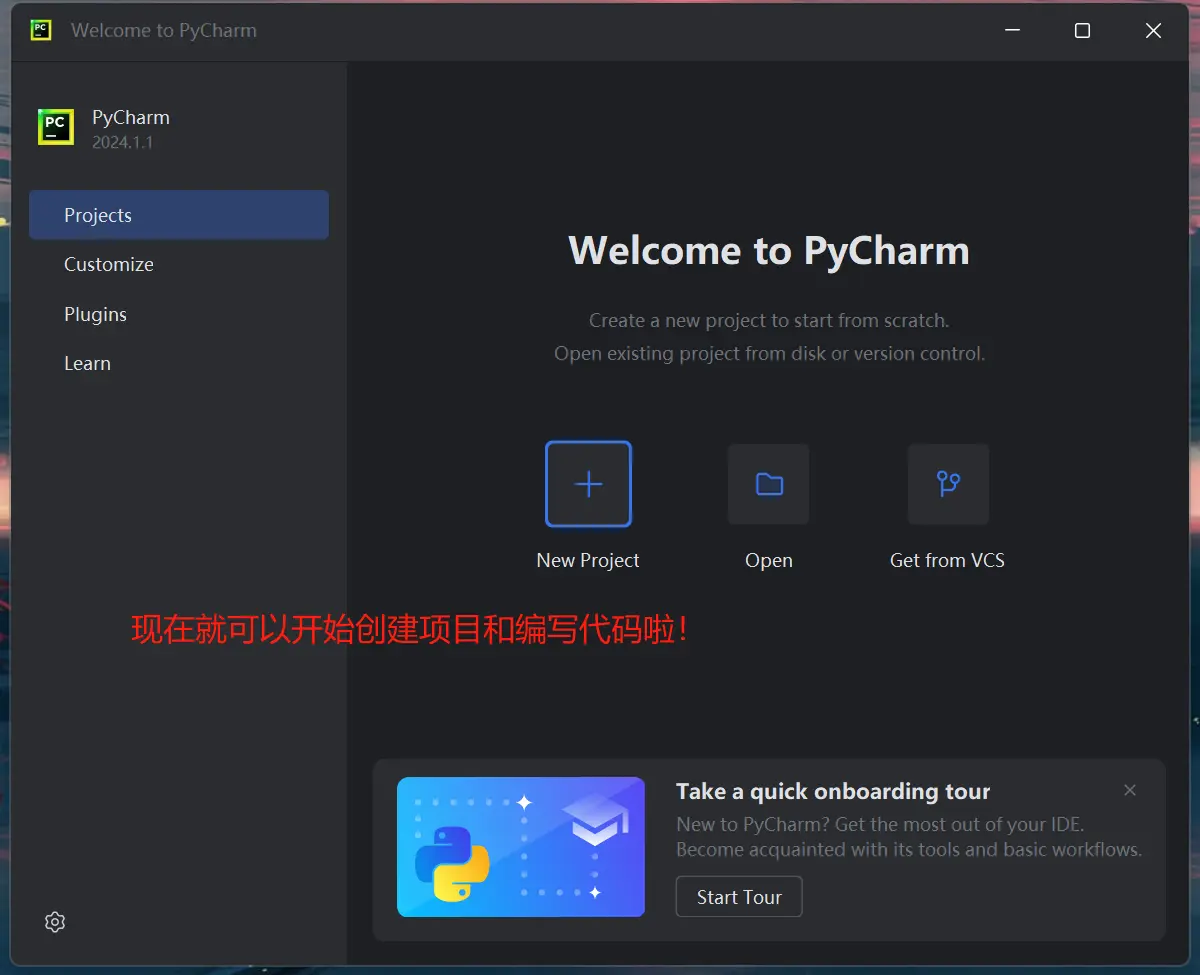 PC
Welcome to PyCharm
PC
PyCharm
2024.1.1
Projects
Customize
Plugins
Learn
Welcome to PyCharm
Create a new project to start from scratch.
Open existing project from disk or version control.
New Project
Open
Get from VCS
现在就可以开始创建项目和编写代码啦！
Take a quick onboarding tour
New to PyCharm? Get the most out of your IDE.
Become acquainted with its tools and basic workflows.
Start Tour